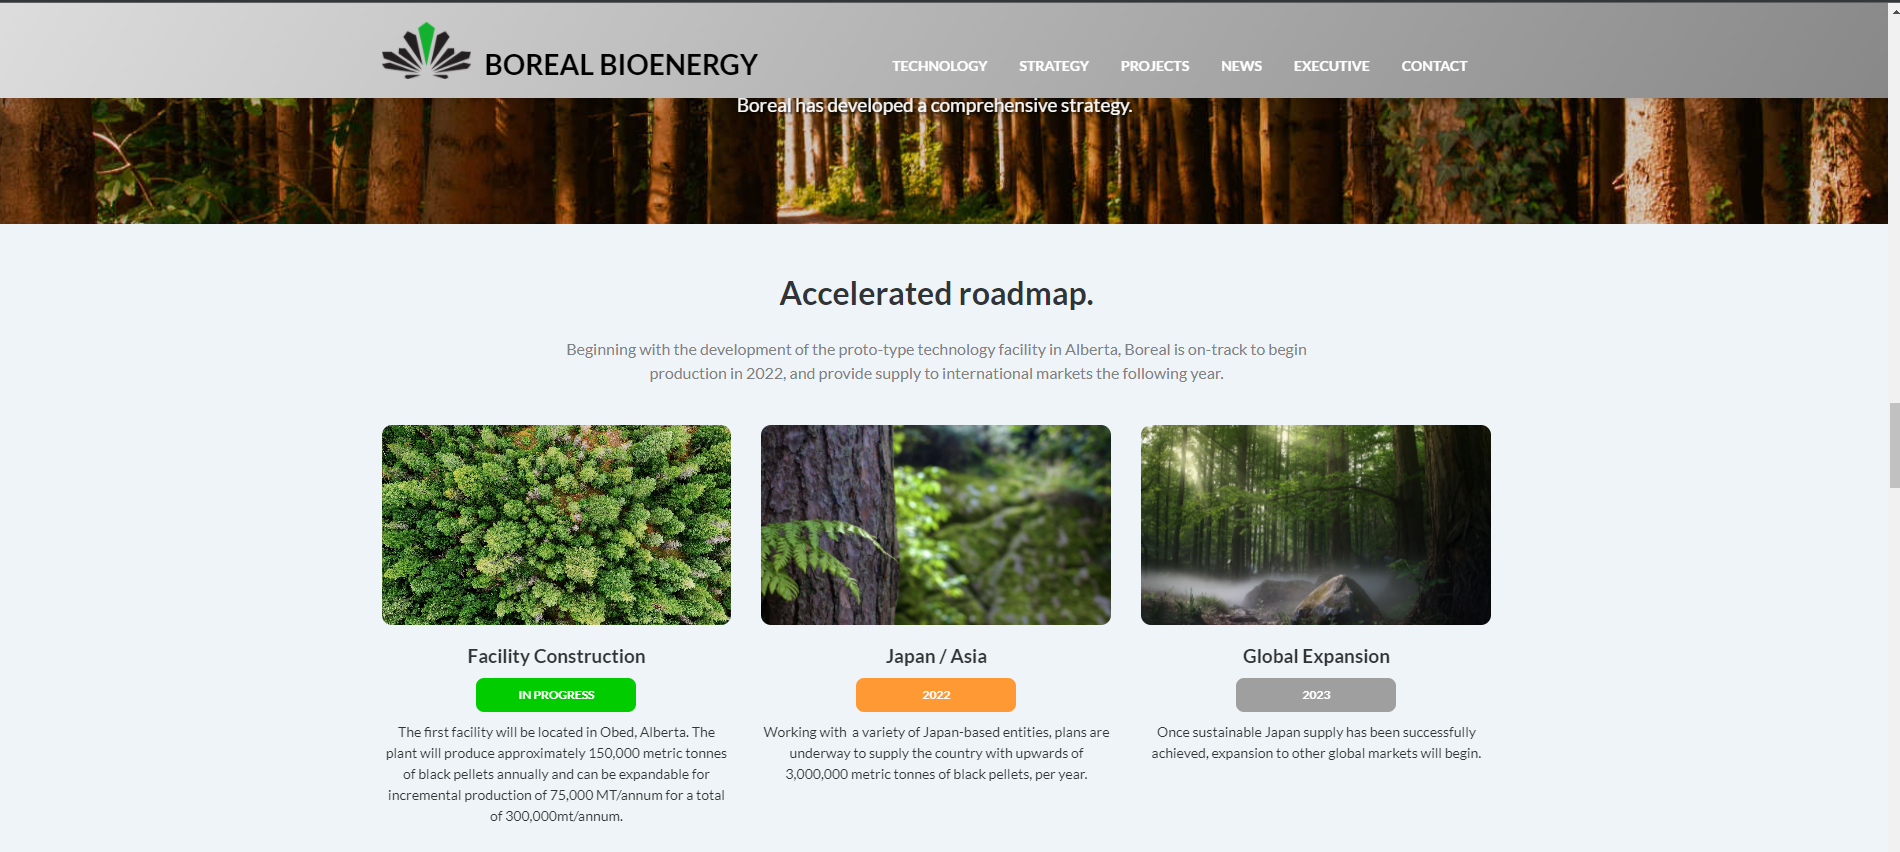 BOREAL BIOENERGY
TECHNOLOGY STRATEGY PROJECTS NEWS EXECUTIVE CONTACT
Boreal has developed a comprehensive strategy.
Accelerated roadmap.
Beginning with the development of the proto-type technology facility in Alberta, Boreal is on-track to begin
production in 2022, and provide supply to international markets the following year.
Facility Construction
IN PROGRESS
The first facility will be located in Obed, Alberta. The
plant will produce approximately 150,000 metric tonnes
of black pellets annually and can be expandable for
incremental production of 75,000 MT/annum for a total
of 300,000mt/annum.
Japan / Asia
2022
Working with a variety of Japan-based entities, plans are
underway to supply the country with upwards of
3,000,000 metric tonnes of black pellets, per year.
Global Expansion
2023
Once sustainable Japan supply has been successfully
achieved, expansion to other global markets will begin.